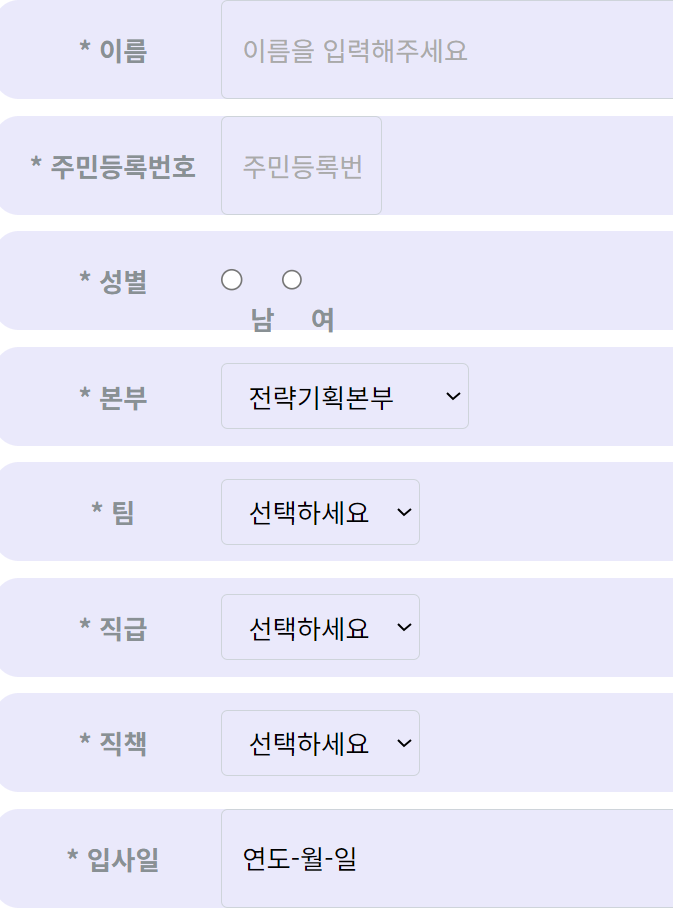 * 이름 이름을 입력해주세요
* 주민등록번호 주민등록번
* 성별
남 여
* 본부 전략기획본부
* 팀 선택하세요
* 직급 선택하세요
* 직책 선택하세요
* 입사일 연도-월-일